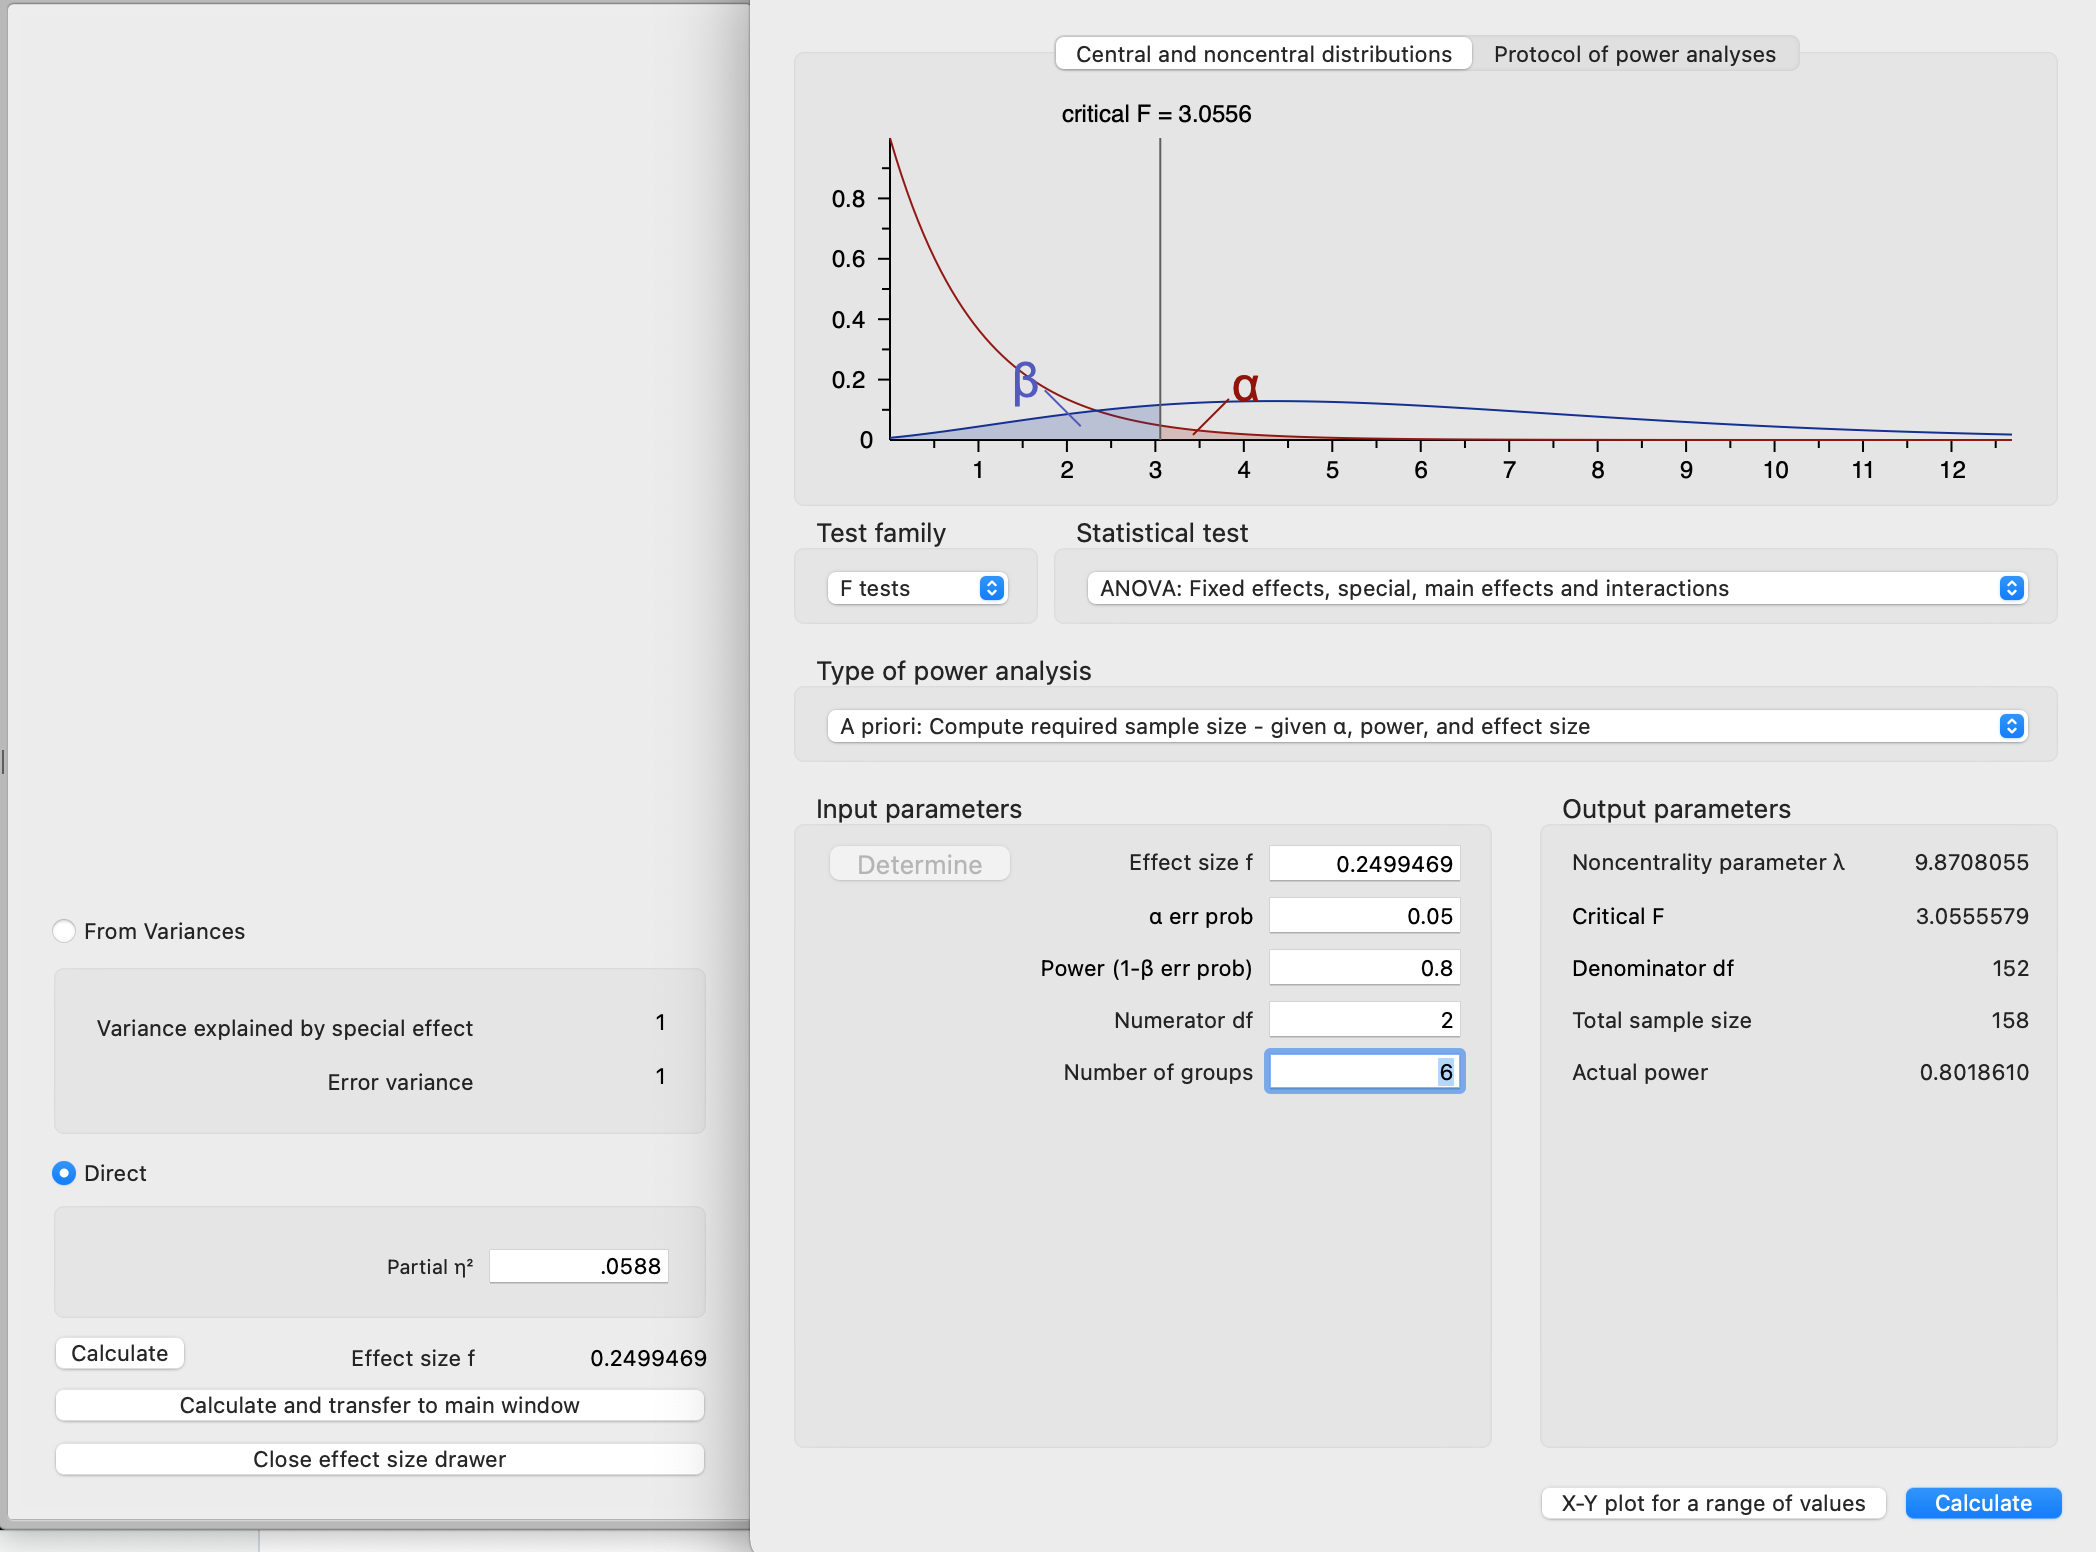 From Variances
Variance explained by special effect 1
Error variance 1
Direct
Partial η² .0588
Calculate Effect size f 0.2499469
Calculate and transfer to main window
Close effect size drawer
Central and noncentral distributions Protocol of power analyses
critical F = 3.0556
0.8
0.6
0.4
0.2
0
β
α
1 2 3 4 5 6 7 8 9 10 11 12
Test family
F tests
Statistical test
ANOVA: Fixed effects, special, main effects and interactions
Type of power analysis
A priori: Compute required sample size - given α, power, and effect size
Input parameters
Determine Effect size f 0.2499469
α err prob 0.05
Power (1-β err prob) 0.8
Numerator df 2
Number of groups 6
Output parameters
Noncentrality parameter λ 9.8708055
Critical F 3.0555579
Denominator df 152
Total sample size 158
Actual power 0.8018610
X-Y plot for a range of values Calculate